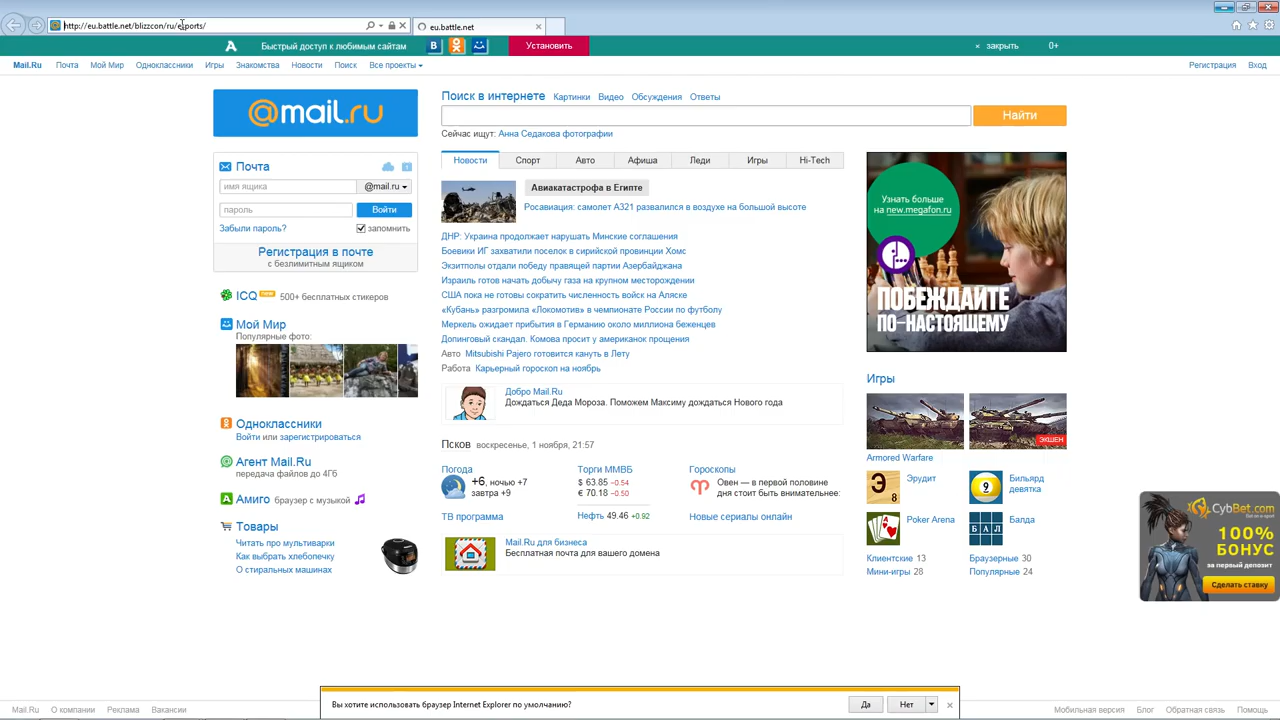 http://eu.battle.net/blizzcon/ru/esports/
eu.battle.net
Быстрый доступ к любимым сайтам
Установить
× закрыть
0+
Mail.Ru Почта Мой Мир Одноклассники Игры Знакомства Новости Поиск Все проекты
Регистрация Вход
@mail.ru
Поиск в интернете Картинки Видео Обсуждения Ответы
Найти
Сейчас ищут: Анна Седакова фотографии
Почта
имя ящика
@mail.ru
пароль
Войти
Забыли пароль?
запомнить
Регистрация в почте
с безлимитным ящиком
ICQ new 500+ бесплатных стикеров
Мой Мир
Популярные фото:
Одноклассники
Войти или зарегистрироваться
Агент Mail.Ru
передача файлов до 4Гб
Амиго браузер с музыкой
Товары
Читать про мультиварки
Как выбрать хлебопечку
О стиральных машинах
Новости Спорт Авто Афиша Леди Игры Hi-Tech
Авиакатастрофа в Египте
Росавиация: самолет А321 развалился в воздухе на большой высоте
ДНР: Украина продолжает нарушать Минские соглашения
Боевики ИГ захватили поселок в сирийской провинции Хомс
Экзитполы отдали победу правящей партии Азербайджана
Израиль готов начать добычу газа на крупном месторождении
США пока не готовы сократить численность войск на Аляске
«Кубань» разгромила «Локомотив» в чемпионате России по футболу
Меркель ожидает прибытия в Германию около миллиона беженцев
Допинговый скандал. Комова просит у американок прощения
Авто Mitsubishi Pajero готовится кануть в Лету
Работа Карьерный гороскоп на ноябрь
Добро Mail.Ru
Дождаться Деда Мороза. Поможем Максиму дождаться Нового года
Псков воскресенье, 1 ноября, 21:57
Погода
+6, ночью +7
завтра +9
Торги ММВБ
$ 63.85 −0.54
€ 70.18 −0.50
Нефть 49.46 +0.92
Гороскопы
Овен — в первой половине
дня стоит быть внимательнее:
ТВ программа
Новые сериалы онлайн
Mail.Ru для бизнеса
Бесплатная почта для вашего домена
Узнать больше
на new.megafon.ru
ПОБЕЖДАЙТЕ
ПО-НАСТОЯЩЕМУ
Игры
ЭКШЕН
Armored Warfare
Эрудит
Бильярд
девятка
Poker Arena
Балда
Клиентские 13
Браузерные 30
Мини-игры 28
Популярные 24
CybBet.com
100%
БОНУС
за первый депозит
Сделать ставку
Вы хотите использовать браузер Internet Explorer по умолчанию?
Да
Нет
Mail.Ru О компании Реклама Вакансии
Мобильная версия Блог Обратная связь Помощь